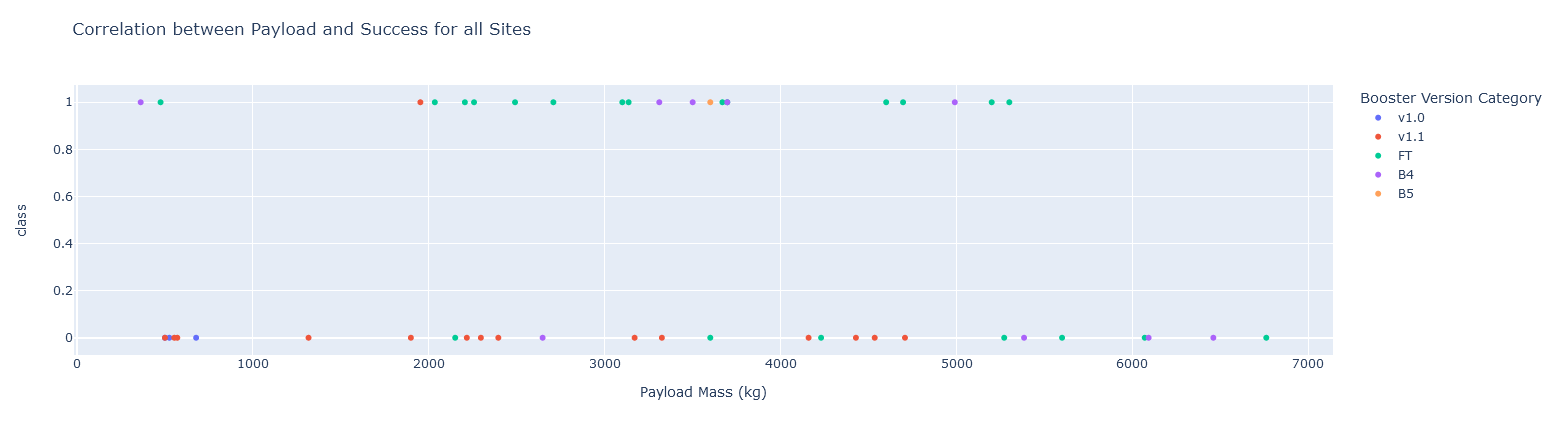 Correlation between Payload and Success for all Sites
Booster Version Category
v1.0
v1.1
FT
B4
B5
1
0.8
0.6
0.4
0.2
0
class
0 1000 2000 3000 4000 5000 6000 7000
Payload Mass (kg)